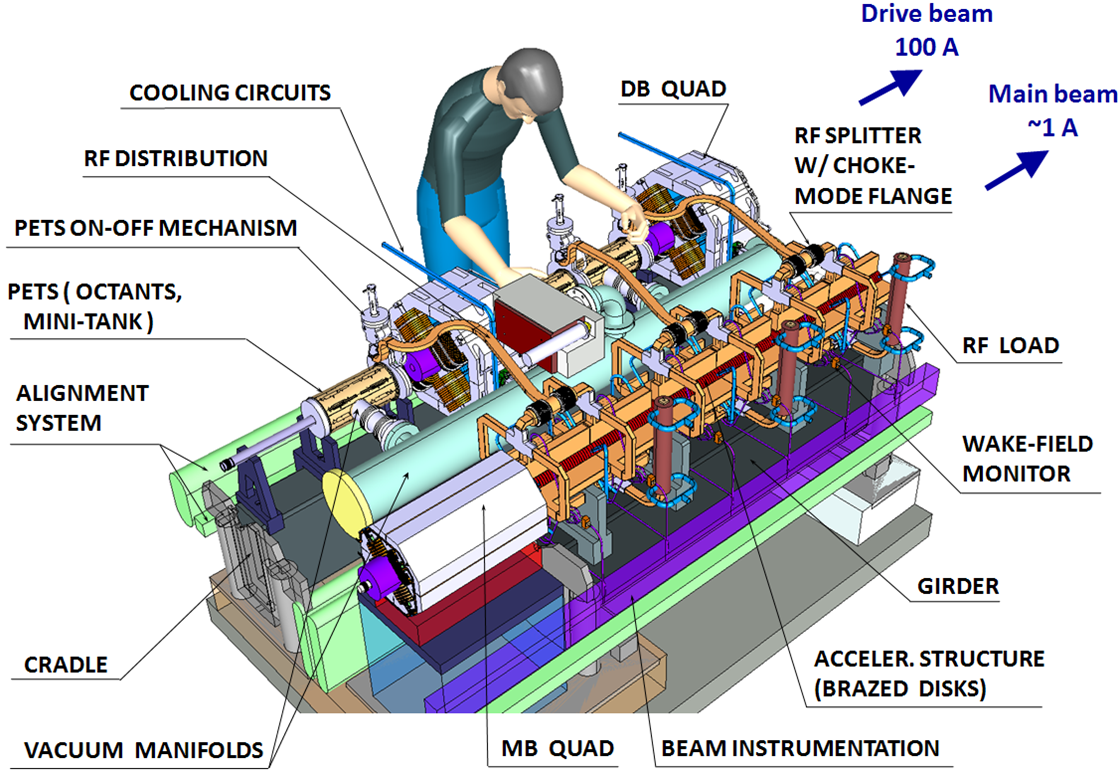 Drive beam
100 A
Main beam
~1 A
COOLING CIRCUITS
DB QUAD
RF SPLITTER
W/ CHOKE-
MODE FLANGE
RF DISTRIBUTION
PETS ON-OFF MECHANISM
PETS ( OCTANTS,
MINI-TANK )
RF LOAD
ALIGNMENT
SYSTEM
WAKE-FIELD
MONITOR
GIRDER
CRADLE
ACCELER. STRUCTURE
(BRAZED DISKS)
VACUUM MANIFOLDS
MB QUAD
BEAM INSTRUMENTATION